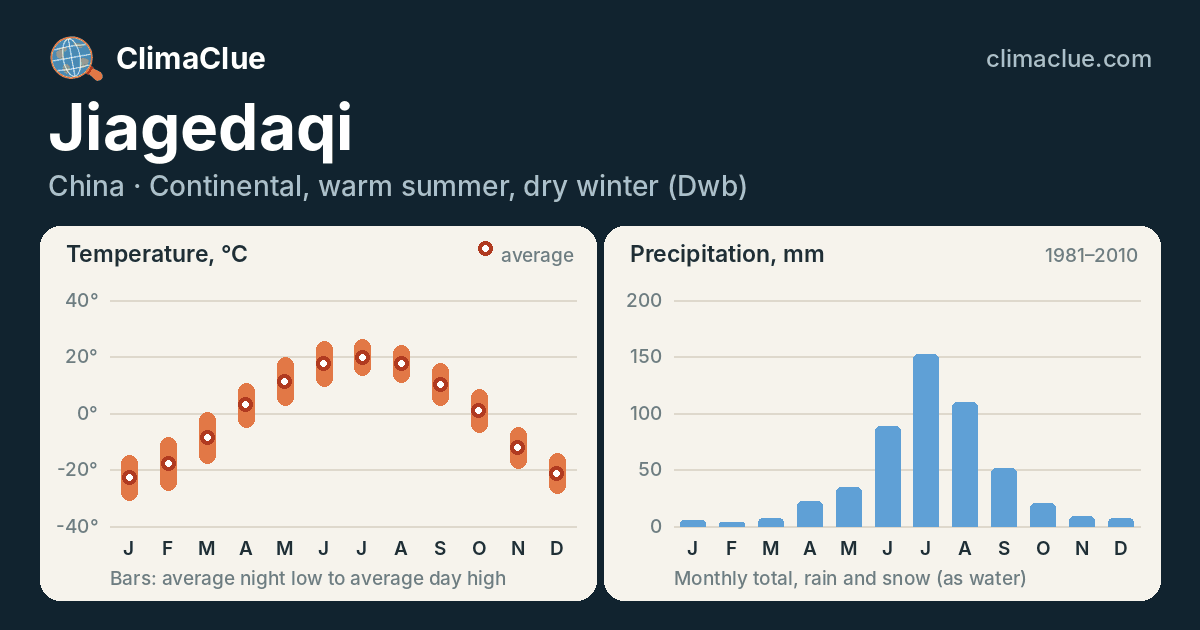 ClimaClue
climaclue.com
Jiagedaqi
China · Continental, warm summer, dry winter (Dwb)
Temperature, °C
average
40°
20°
0°
-20°
-40°
J F M A M J J A S O N D
Bars: average night low to average day high
Precipitation, mm
1981–2010
200
150
100
50
0
J F M A M J J A S O N D
Monthly total, rain and snow (as water)